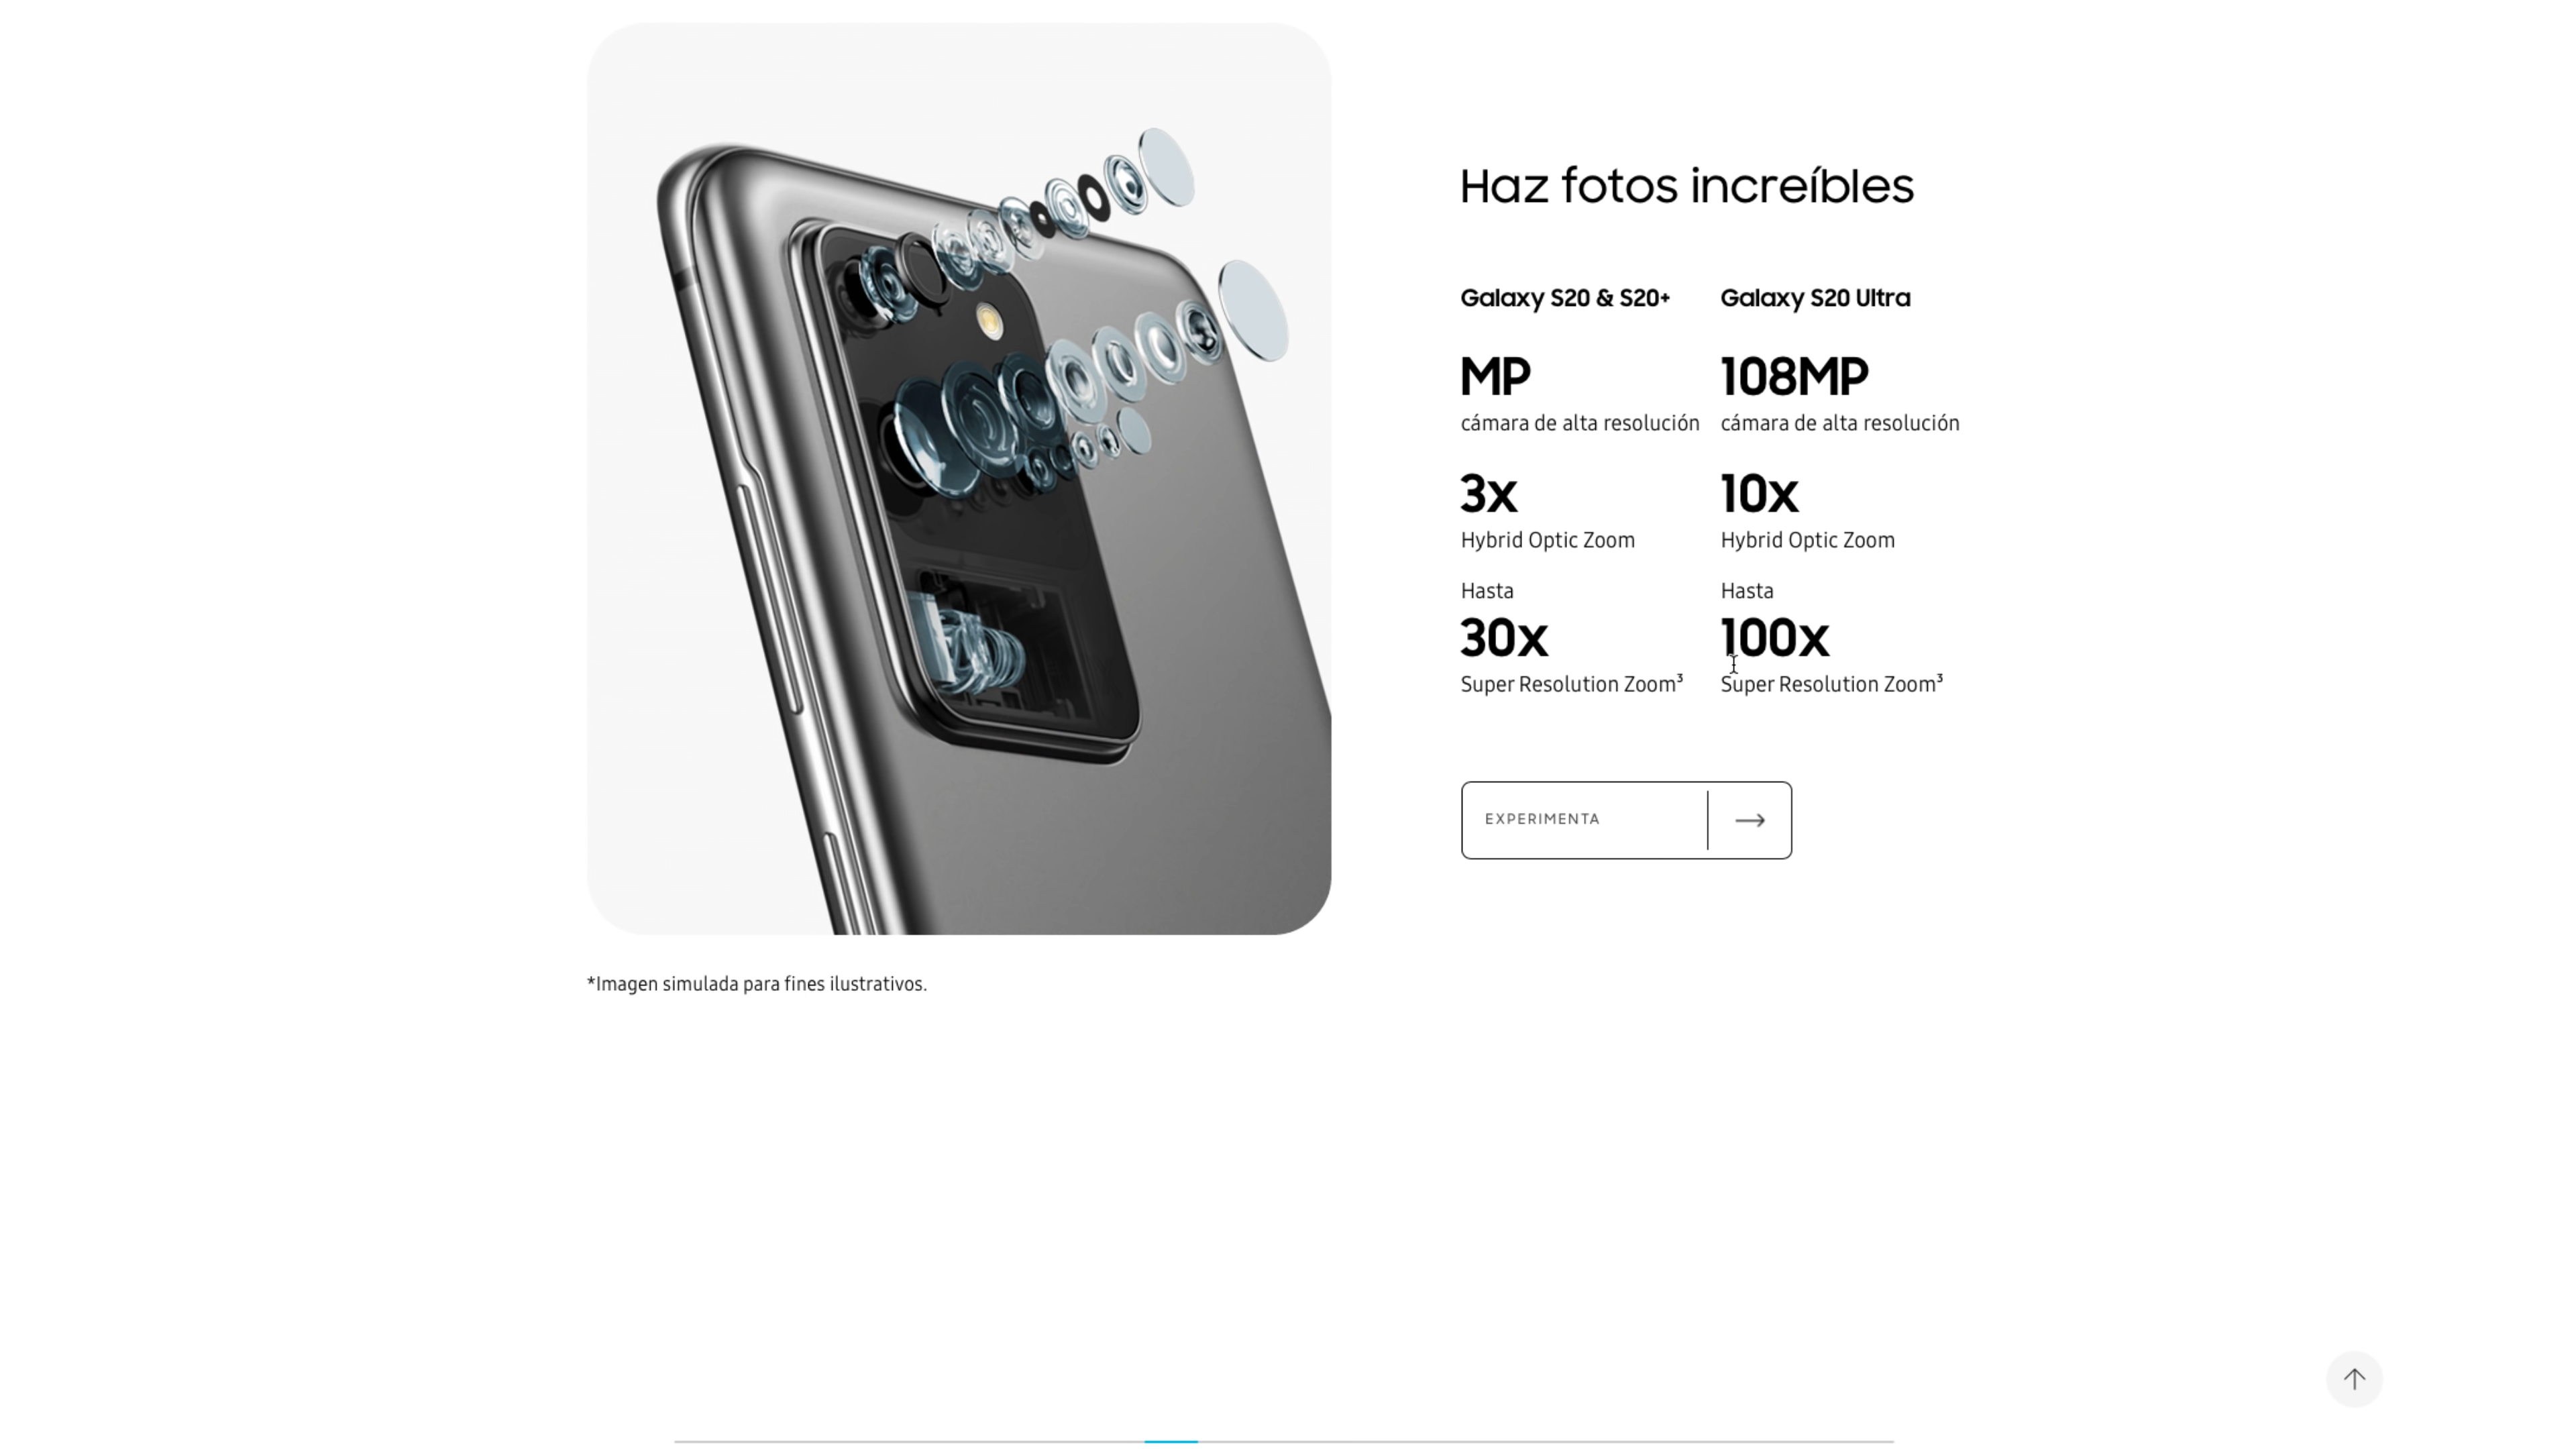 Haz fotos increíbles
Galaxy S20 & S20+
MP
cámara de alta resolución
3x
Hybrid Optic Zoom
Hasta
30x
Super Resolution Zoom³
Galaxy S20 Ultra
108MP
cámara de alta resolución
10x
Hybrid Optic Zoom
Hasta
100x
Super Resolution Zoom³
EXPERIMENTA
*Imagen simulada para fines ilustrativos.